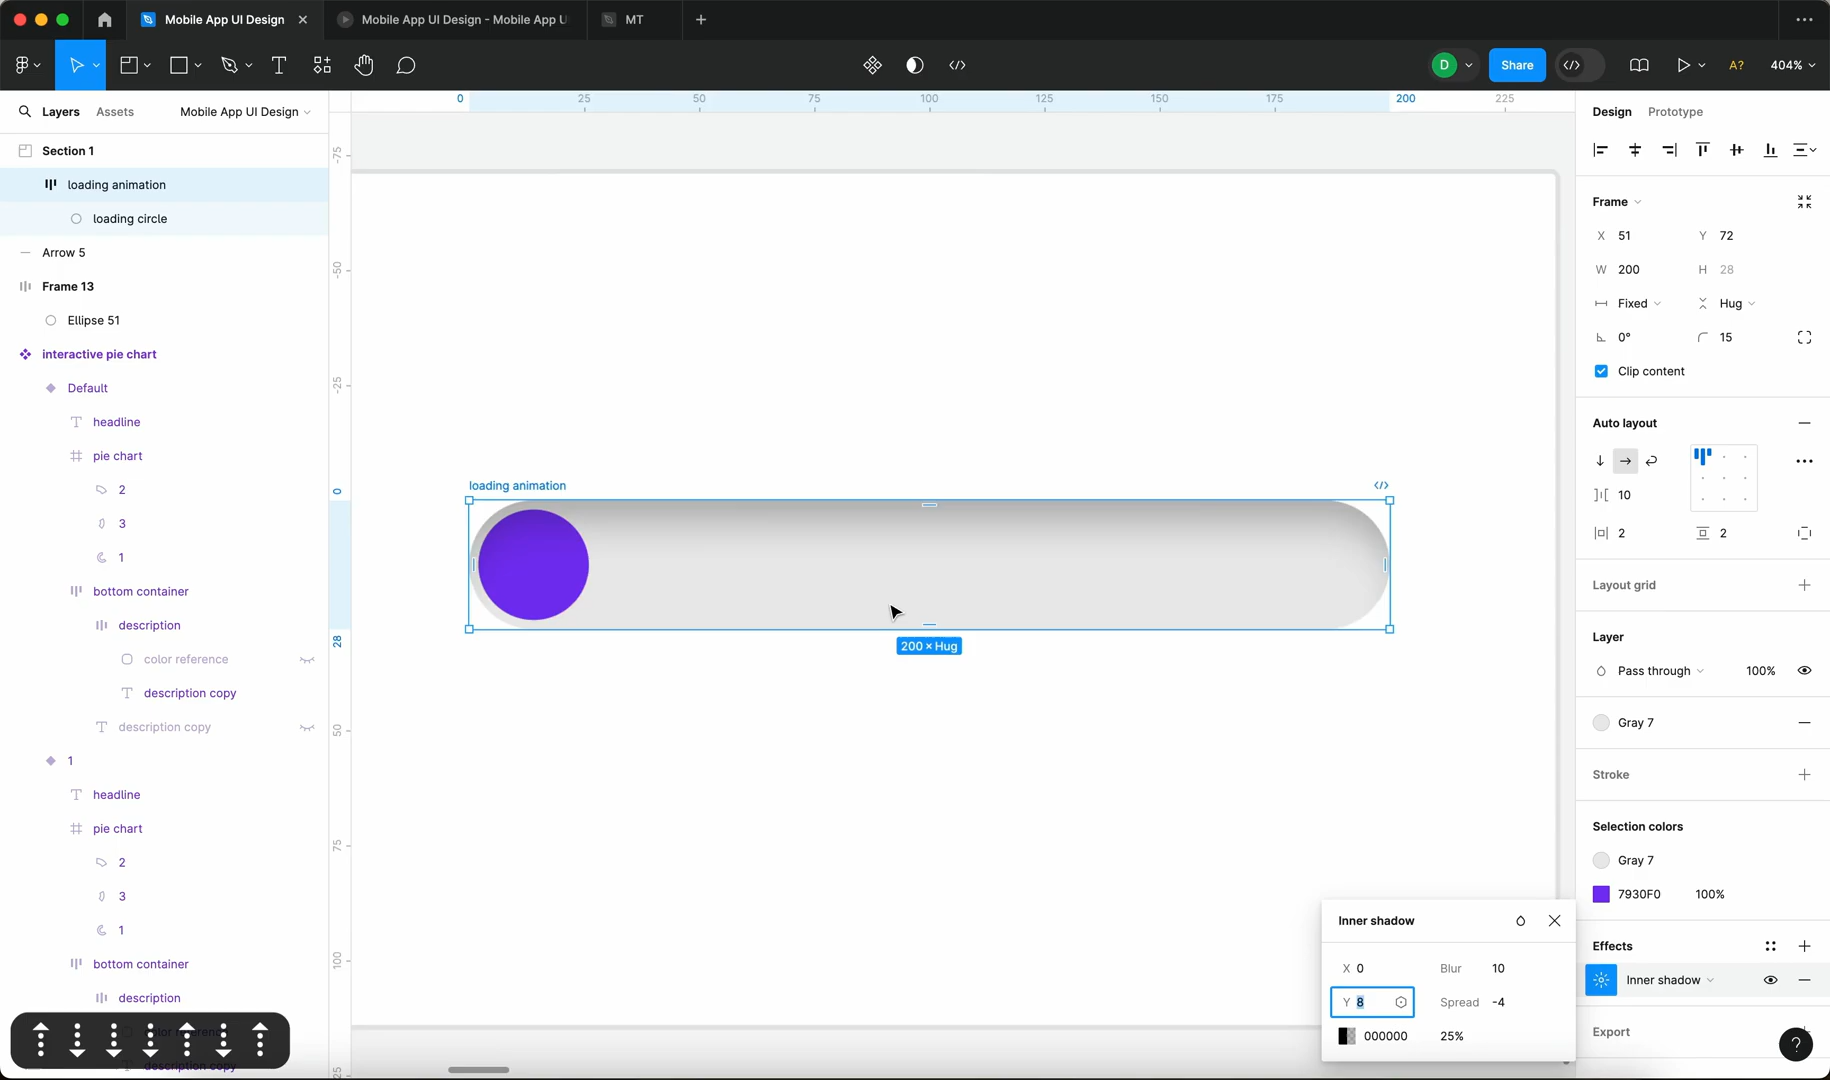 Mobile App UI Design
Mobile App UI Design - Mobile App U
MT
D
Share
A?
404%
Layers
Assets
Mobile App UI Design
Section 1
loading animation
loading circle
Arrow 5
Frame 13
Ellipse 51
interactive pie chart
Default
headline
pie chart
2
3
1
bottom container
description
color reference
description copy
description copy
1
headline
pie chart
2
3
1
bottom container
description
color reference
description copy
0
25
50
75
100
125
150
175
200
225
-75
-50
-25
0
28
50
75
100
25
loading animation
200 × Hug
Design
Prototype
Frame
X 51
Y 72
W 200
H 28
Fixed
Hug
0°
15
Clip content
Auto layout
10
2
2
Layout grid
Layer
Pass through
100%
Gray 7
Stroke
Selection colors
Gray 7
7930F0
100%
Effects
Inner shadow
Export
?
Inner shadow
X 0
Blur 10
Y 8
Spread -4
000000
25%